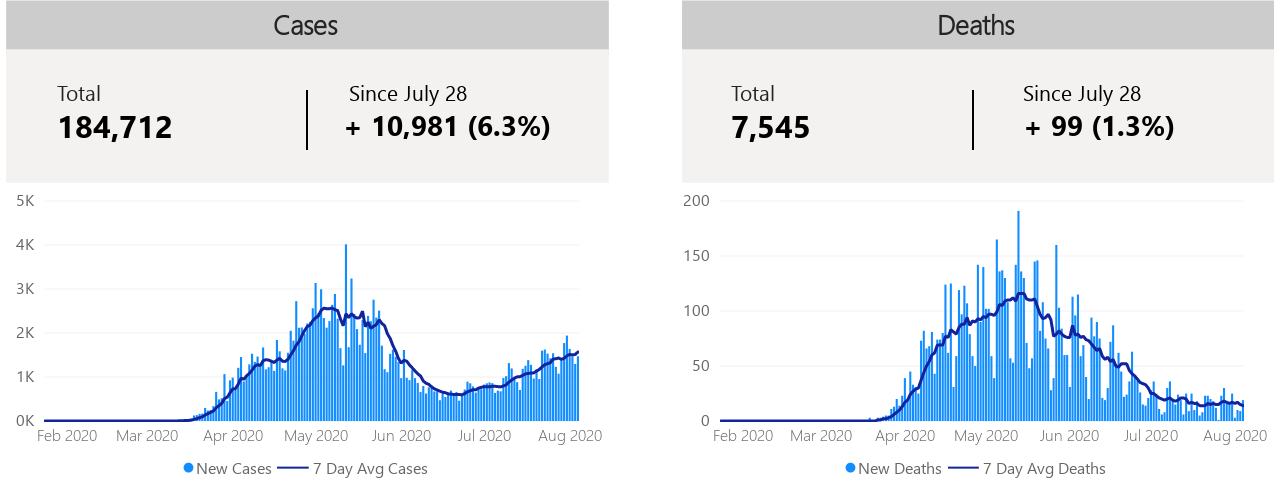 Cases
Total
184,712
Since July 28
+ 10,981 (6.3%)
5K
4K
3K
2K
1K
0K
Feb 2020 Mar 2020 Apr 2020 May 2020 Jun 2020 Jul 2020 Aug 2020
New Cases 7 Day Avg Cases
Deaths
Total
7,545
Since July 28
+ 99 (1.3%)
200
150
100
50
0
Feb 2020 Mar 2020 Apr 2020 May 2020 Jun 2020 Jul 2020 Aug 2020
New Deaths 7 Day Avg Deaths